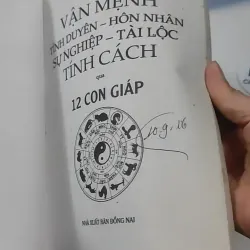 VẬN MỆNH
TÌNH DUYÊN - HÔN NHÂN
SỰ NGHIỆP - TÀI LỘC
TÍNH CÁCH
qua
12 CON GIÁP
10.9.16
NHÀ XUẤT BẢN ĐỒNG NAI